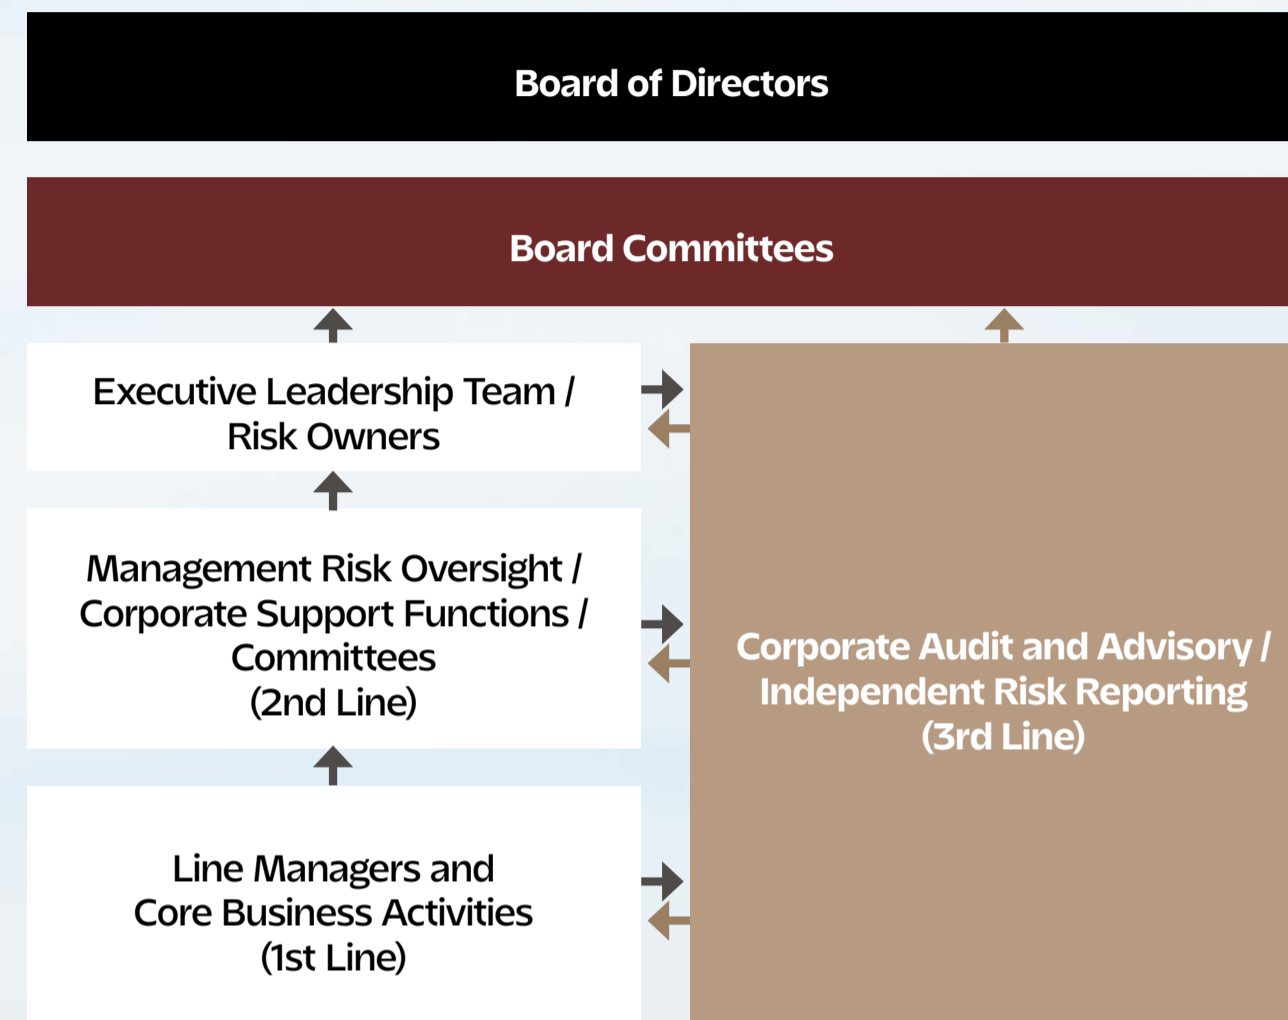 Board of Directors
Board Committees
Executive Leadership Team /
Risk Owners
Management Risk Oversight /
Corporate Support Functions /
Committees
(2nd Line)
Corporate Audit and Advisory /
Independent Risk Reporting
(3rd Line)
Line Managers and
Core Business Activities
(1st Line)